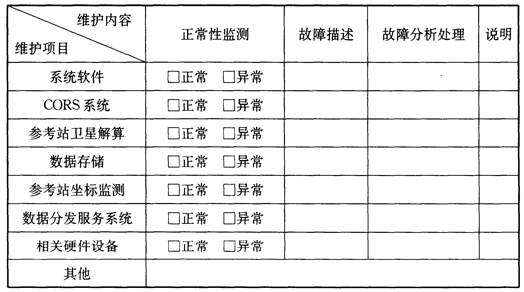 维护内容
维护项目
正常性监测 故障描述 故障分析处理 说明
系统软件 □正常 □异常
CORS系统 □正常 □异常
参考站卫星解算 □正常 □异常
数据存储 □正常 □异常
参考站坐标监测 □正常 □异常
数据分发服务系统 □正常 □异常
相关硬件设备 □正常 □异常
其他